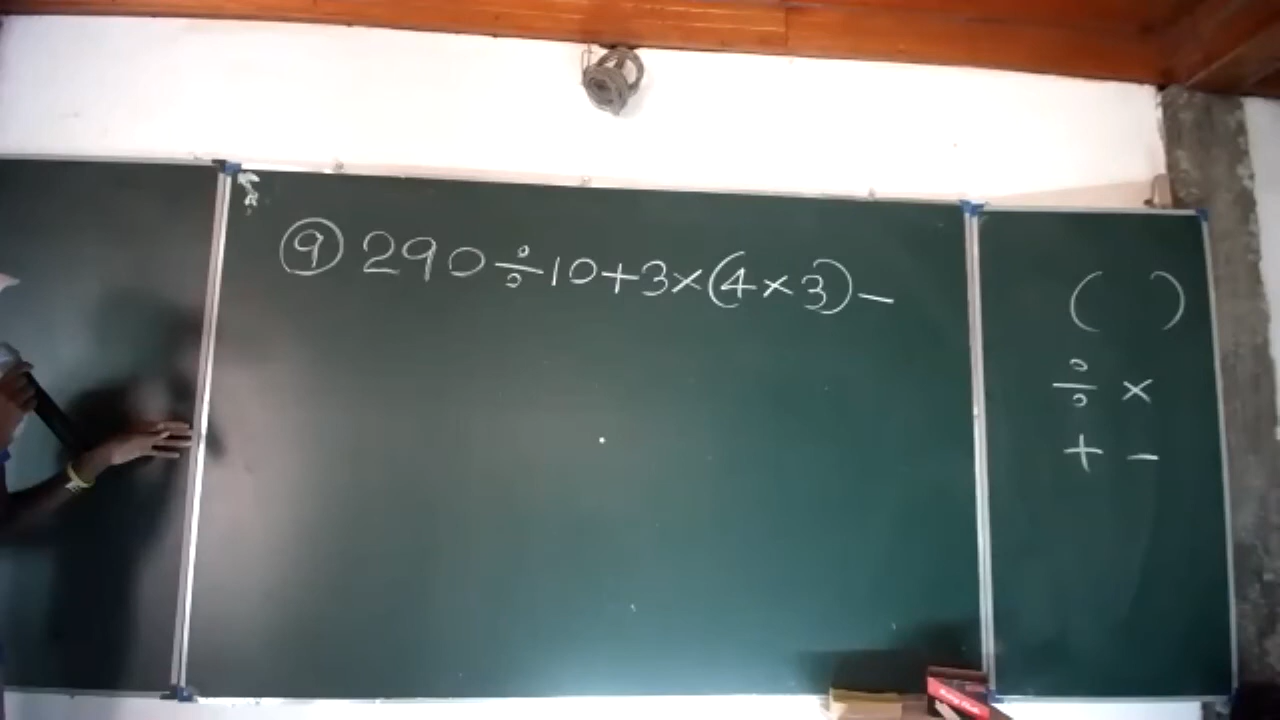 ⑨ 290 ÷ 10 + 3 × (4 × 3) −
( )
÷ ×
+ −